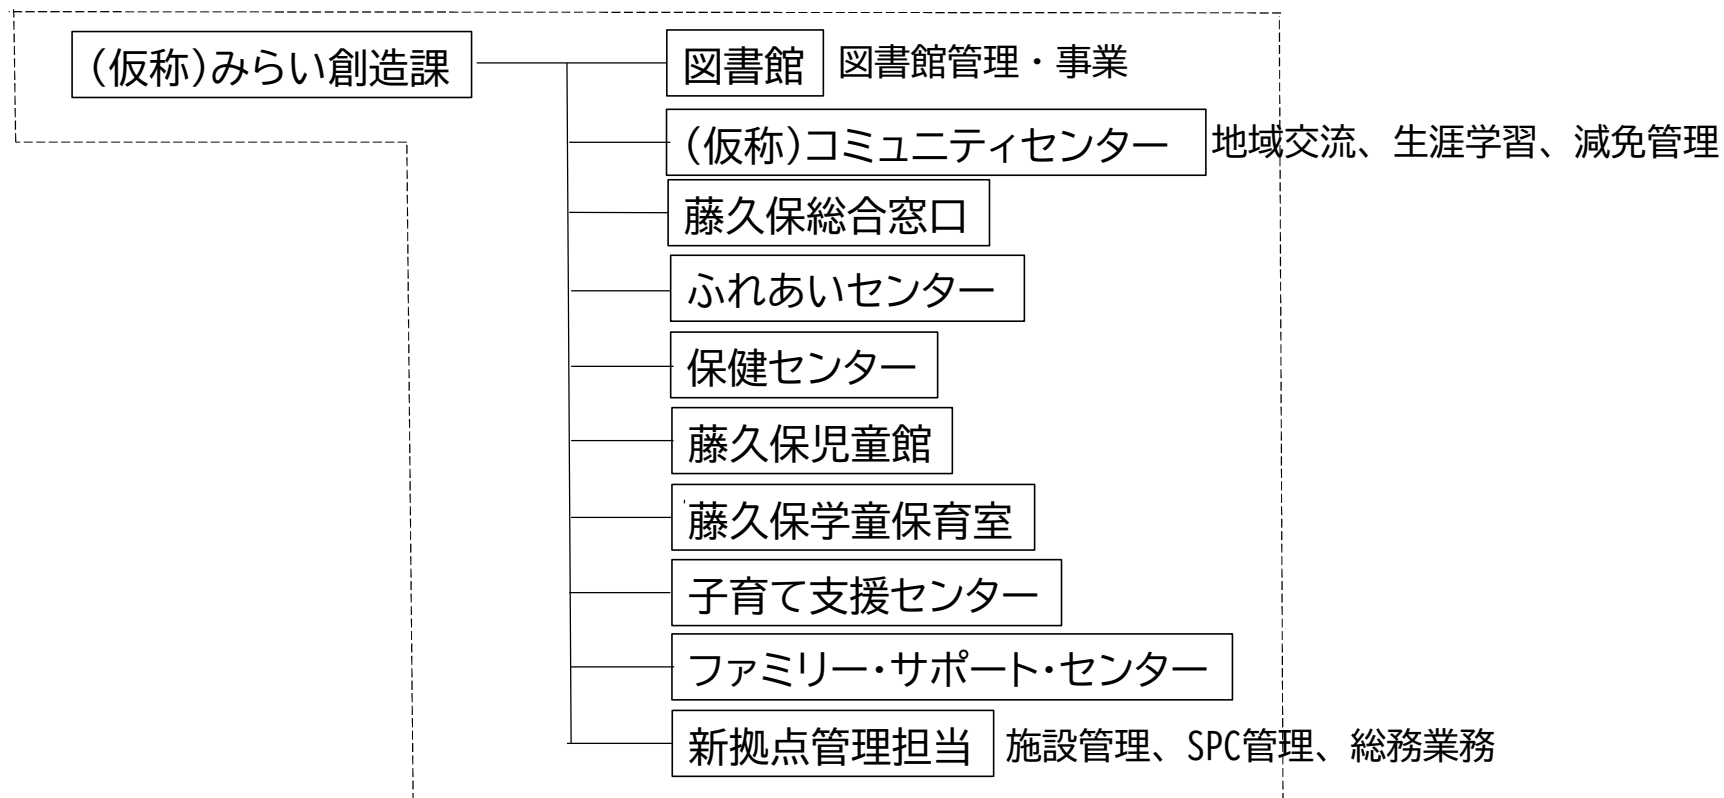 (仮称)みらい創造課
図書館 図書館管理・事業
(仮称)コミュニティセンター 地域交流、生涯学習、減免管理
藤久保総合窓口
ふれあいセンター
保健センター
藤久保児童館
藤久保学童保育室
子育て支援センター
ファミリー・サポート・センター
新拠点管理担当 施設管理、SPC管理、総務業務